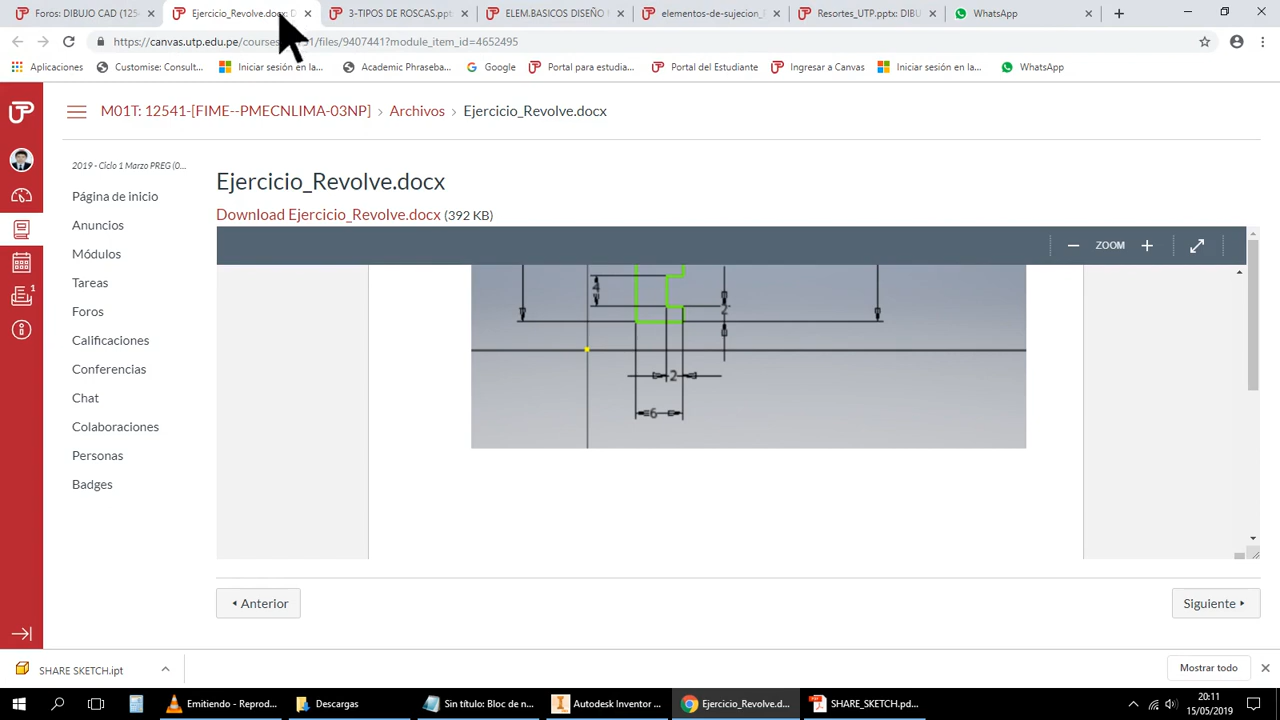 Foros: DIBUJO CAD (1254
Ejercicio_Revolve.docx: D
3-TIPOS DE ROSCAS.ppt
ELEM.BASICOS DISEÑO
elementos-de-sujecion_
Resortes_UTP.pptx: DIBU
WhatsApp
https://canvas.utp.edu.pe/courses
91/files/9407441?module_item_id=4652495
Aplicaciones
Customise: Consult...
Iniciar sesión en la...
Academic Phraseba...
Google
Portal para estudia...
Portal del Estudiante
Ingresar a Canvas
Iniciar sesión en la...
WhatsApp
M01T: 12541-[FIME--PMECNLIMA-03NP] › Archivos › Ejercicio_Revolve.docx
2019 - Ciclo 1 Marzo PREG (0...
Página de inicio
Anuncios
Módulos
Tareas
Foros
Calificaciones
Conferencias
Chat
Colaboraciones
Personas
Badges
1
Ejercicio_Revolve.docx
Download Ejercicio_Revolve.docx (392 KB)
ZOOM
4
2
2
6
Anterior
Siguiente
SHARE SKETCH.ipt
Mostrar todo
Emitiendo - Reprod...
Descargas
Sin título: Bloc de n...
Autodesk Inventor ...
Ejercicio_Revolve.d...
SHARE_SKETCH.pd...
20:11
15/05/2019